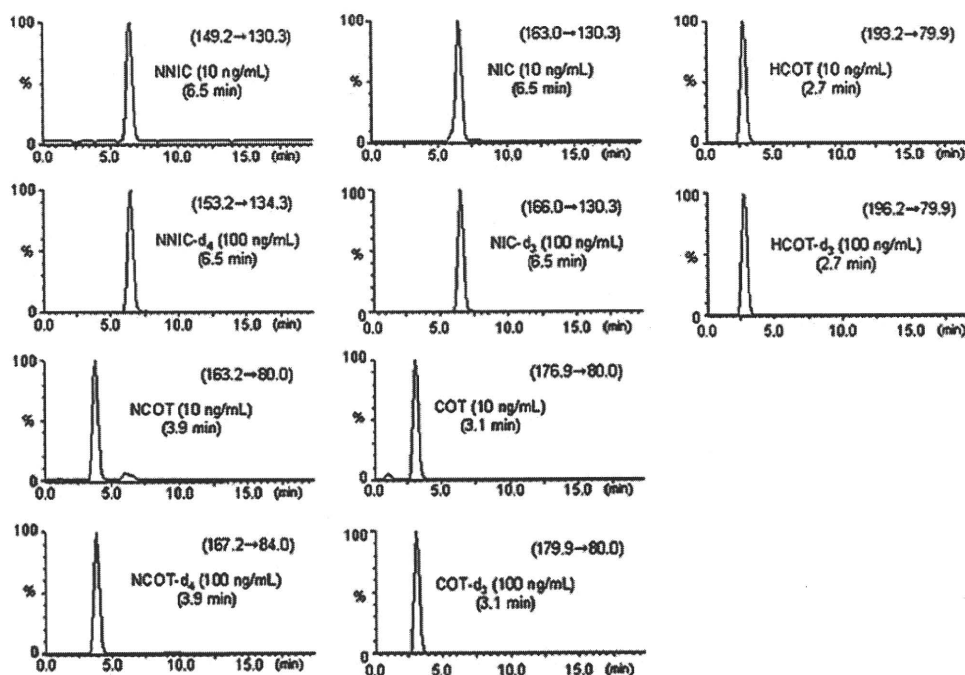 100
(149.2→130.3)
NNIC (10 ng/mL)
%
(6.5 min)
0
0.0 5.0 10.0 15.0 (min)
100
(163.0→130.3)
NIC (10 ng/mL)
%
(6.5 min)
0
0.0 5.0 10.0 15.0 (min)
100
(193.2→79.9)
HCOT (10 ng/mL)
%
(2.7 min)
0
0.0 5.0 10.0 15.0 (min)
100
(153.2→134.3)
NNIC-d4 (100 ng/mL)
%
(6.5 min)
0
0.0 5.0 10.0 15.0 (min)
100
(166.0→130.3)
NIC-d3 (100 ng/mL)
%
(6.5 min)
0
0.0 5.0 10.0 15.0 (min)
100
(196.2→79.9)
HCOT-d3 (100 ng/mL)
%
(2.7 min)
0
0.0 5.0 10.0 15.0 (min)
100
(163.2→80.0)
NCOT (10 ng/mL)
%
(3.9 min)
0
0.0 5.0 10.0 15.0 (min)
100
(176.9→80.0)
COT (10 ng/mL)
%
(3.1 min)
0
0.0 5.0 10.0 15.0 (min)
100
(167.2→84.0)
NCOT-d4 (100 ng/mL)
%
(3.9 min)
0
0.0 5.0 10.0 15.0 (min)
100
(179.9→80.0)
COT-d3 (100 ng/mL)
%
(3.1 min)
0
0.0 5.0 10.0 15.0 (min)